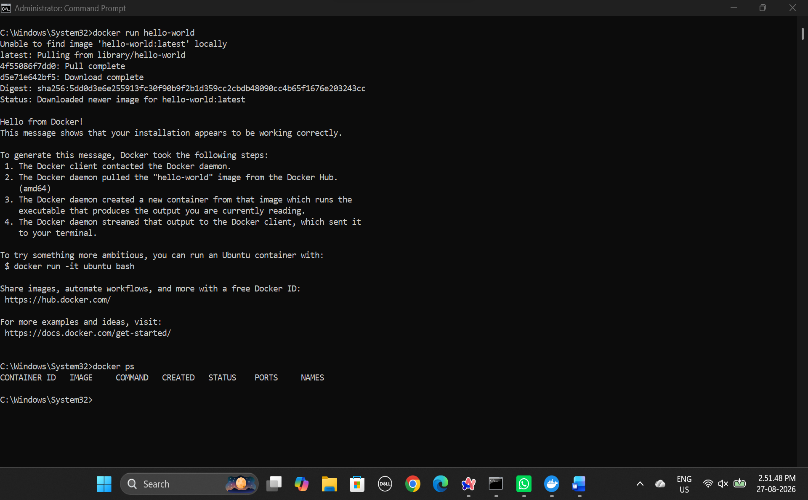 Administrator: Command Prompt
C:\Windows\System32>docker run hello-world
Unable to find image 'hello-world:latest' locally
latest: Pulling from library/hello-world
4f55086f7dd0: Pull complete
d5e71e642bf5: Download complete
Digest: sha256:5dd0d3e6e255913fc30f90b9f2b1d359cc2cbdb48090cc4b65f1676e203243cc
Status: Downloaded newer image for hello-world:latest
Hello from Docker!
This message shows that your installation appears to be working correctly.
To generate this message, Docker took the following steps:
1. The Docker client contacted the Docker daemon.
2. The Docker daemon pulled the "hello-world" image from the Docker Hub.
(amd64)
3. The Docker daemon created a new container from that image which runs the
executable that produces the output you are currently reading.
4. The Docker daemon streamed that output to the Docker client, which sent it
to your terminal.
To try something more ambitious, you can run an Ubuntu container with:
$ docker run -it ubuntu bash
Share images, automate workflows, and more with a free Docker ID:
https://hub.docker.com/
For more examples and ideas, visit:
https://docs.docker.com/get-started/
C:\Windows\System32>docker ps
CONTAINER ID IMAGE COMMAND CREATED STATUS PORTS NAMES
C:\Windows\System32>
Search
DELL
ENG
US
2.51.48 PM
27-08-2026